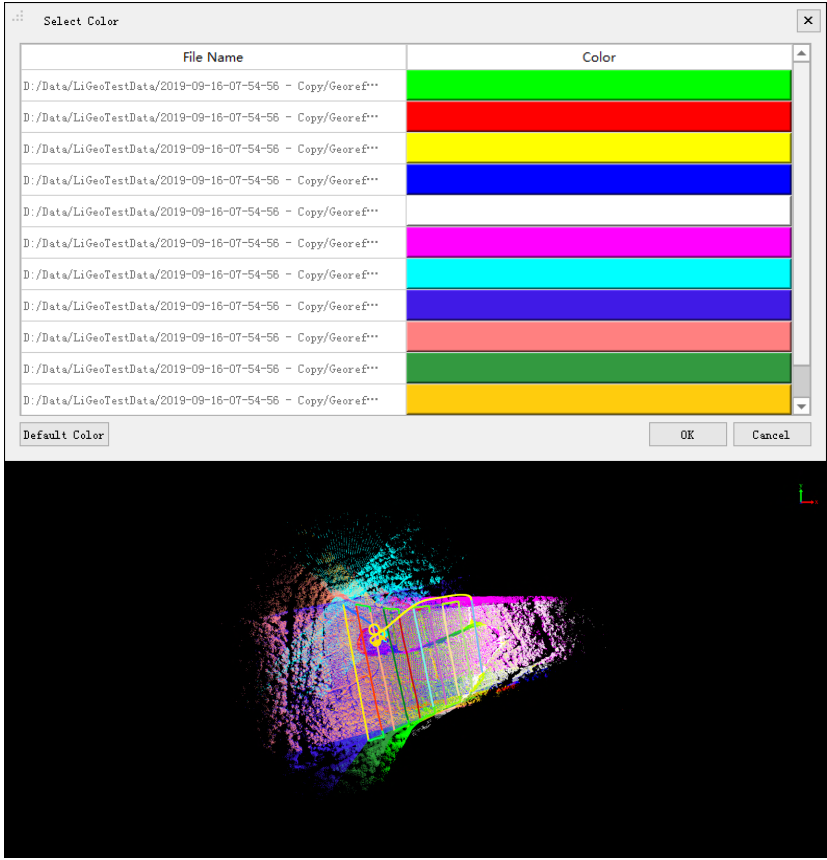 Select Color
File Name Color
D:/Data/LiGeoTestData/2019-09-16-07-54-56 - Copy/Georef···
D:/Data/LiGeoTestData/2019-09-16-07-54-56 - Copy/Georef···
D:/Data/LiGeoTestData/2019-09-16-07-54-56 - Copy/Georef···
D:/Data/LiGeoTestData/2019-09-16-07-54-56 - Copy/Georef···
D:/Data/LiGeoTestData/2019-09-16-07-54-56 - Copy/Georef···
D:/Data/LiGeoTestData/2019-09-16-07-54-56 - Copy/Georef···
D:/Data/LiGeoTestData/2019-09-16-07-54-56 - Copy/Georef···
D:/Data/LiGeoTestData/2019-09-16-07-54-56 - Copy/Georef···
D:/Data/LiGeoTestData/2019-09-16-07-54-56 - Copy/Georef···
D:/Data/LiGeoTestData/2019-09-16-07-54-56 - Copy/Georef···
D:/Data/LiGeoTestData/2019-09-16-07-54-56 - Copy/Georef···
Default Color OK Cancel